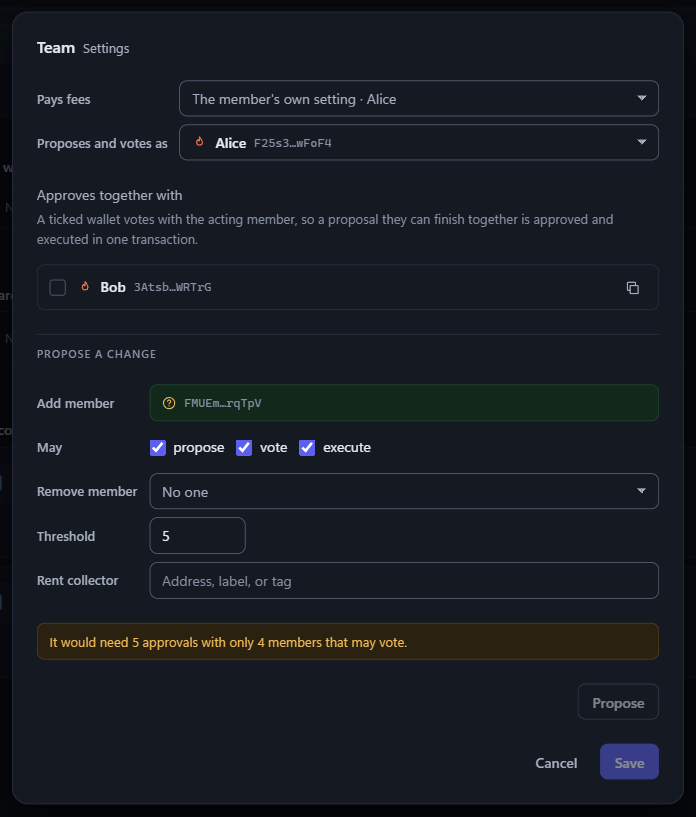 Team Settings
Pays fees
The member's own setting · Alice
Proposes and votes as
Alice F25s3…wFoF4
Approves together with
A ticked wallet votes with the acting member, so a proposal they can finish together is approved and
executed in one transaction.
Bob 3Atsb…WRTrG
PROPOSE A CHANGE
Add member
FMUEm…rqTpV
May
propose vote execute
Remove member
No one
Threshold
5
Rent collector
Address, label, or tag
It would need 5 approvals with only 4 members that may vote.
Propose
Cancel Save